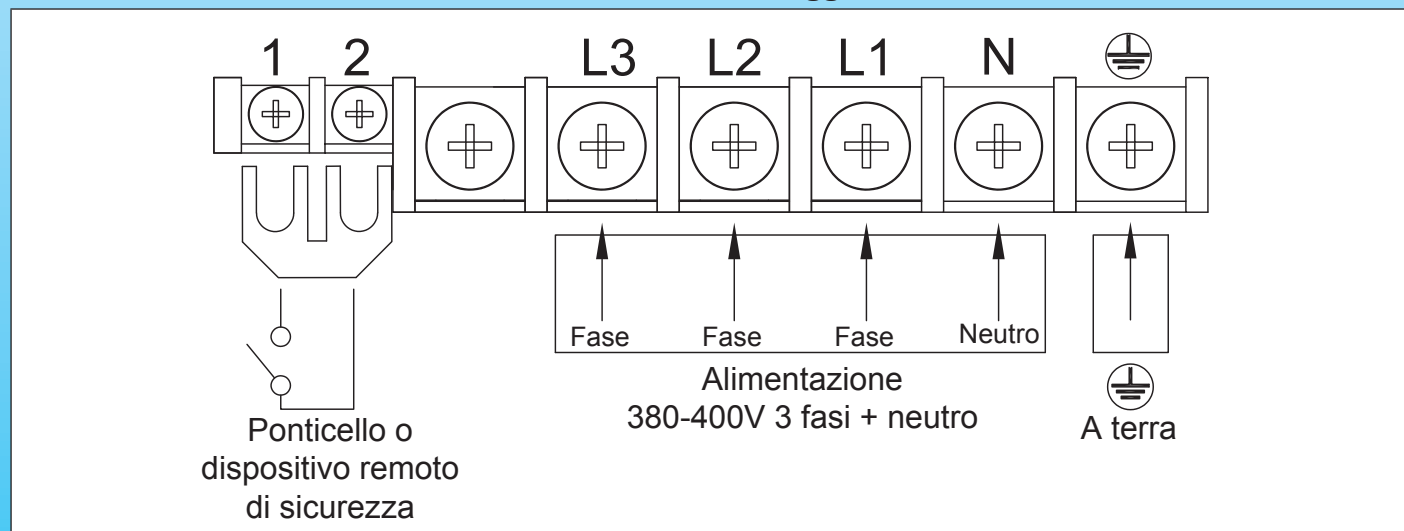 1 2 L3 L2 L1 N
Fase Fase Fase Neutro
Alimentazione
380-400V 3 fasi + neutro
A terra
Ponticello o
dispositivo remoto
di sicurezza